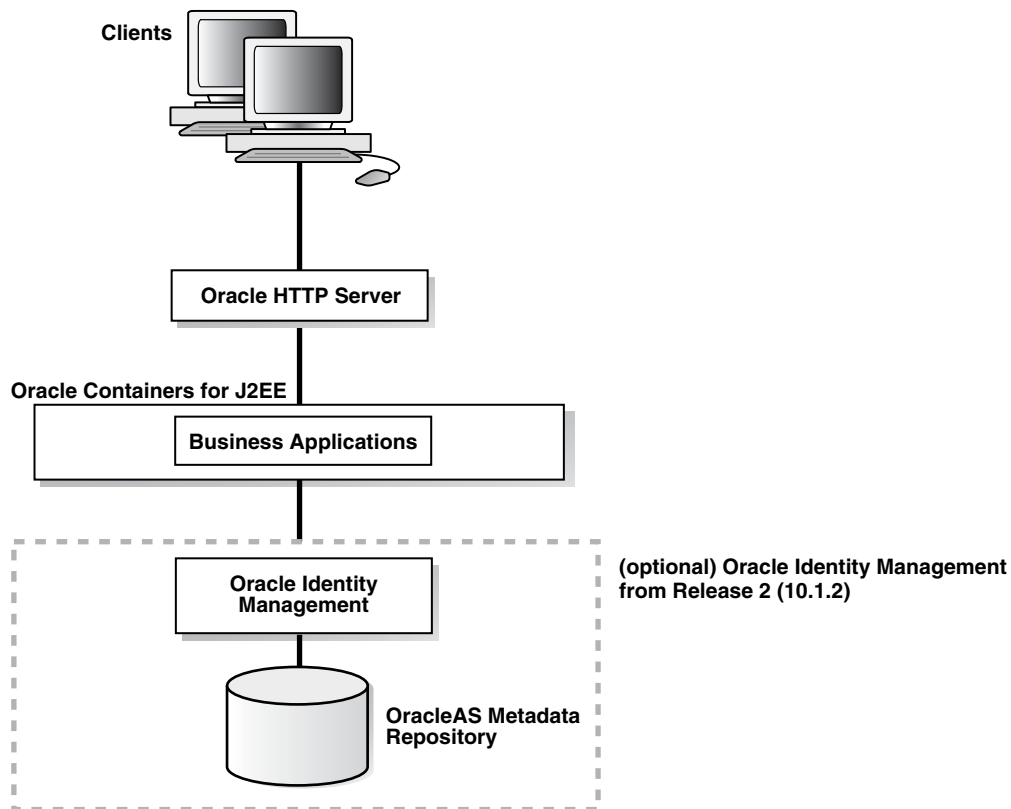 Clients
Oracle HTTP Server
Oracle Containers for J2EE
Business Applications
Oracle Identity
Management
(optional) Oracle Identity Management
from Release 2 (10.1.2)
OracleAS Metadata
Repository